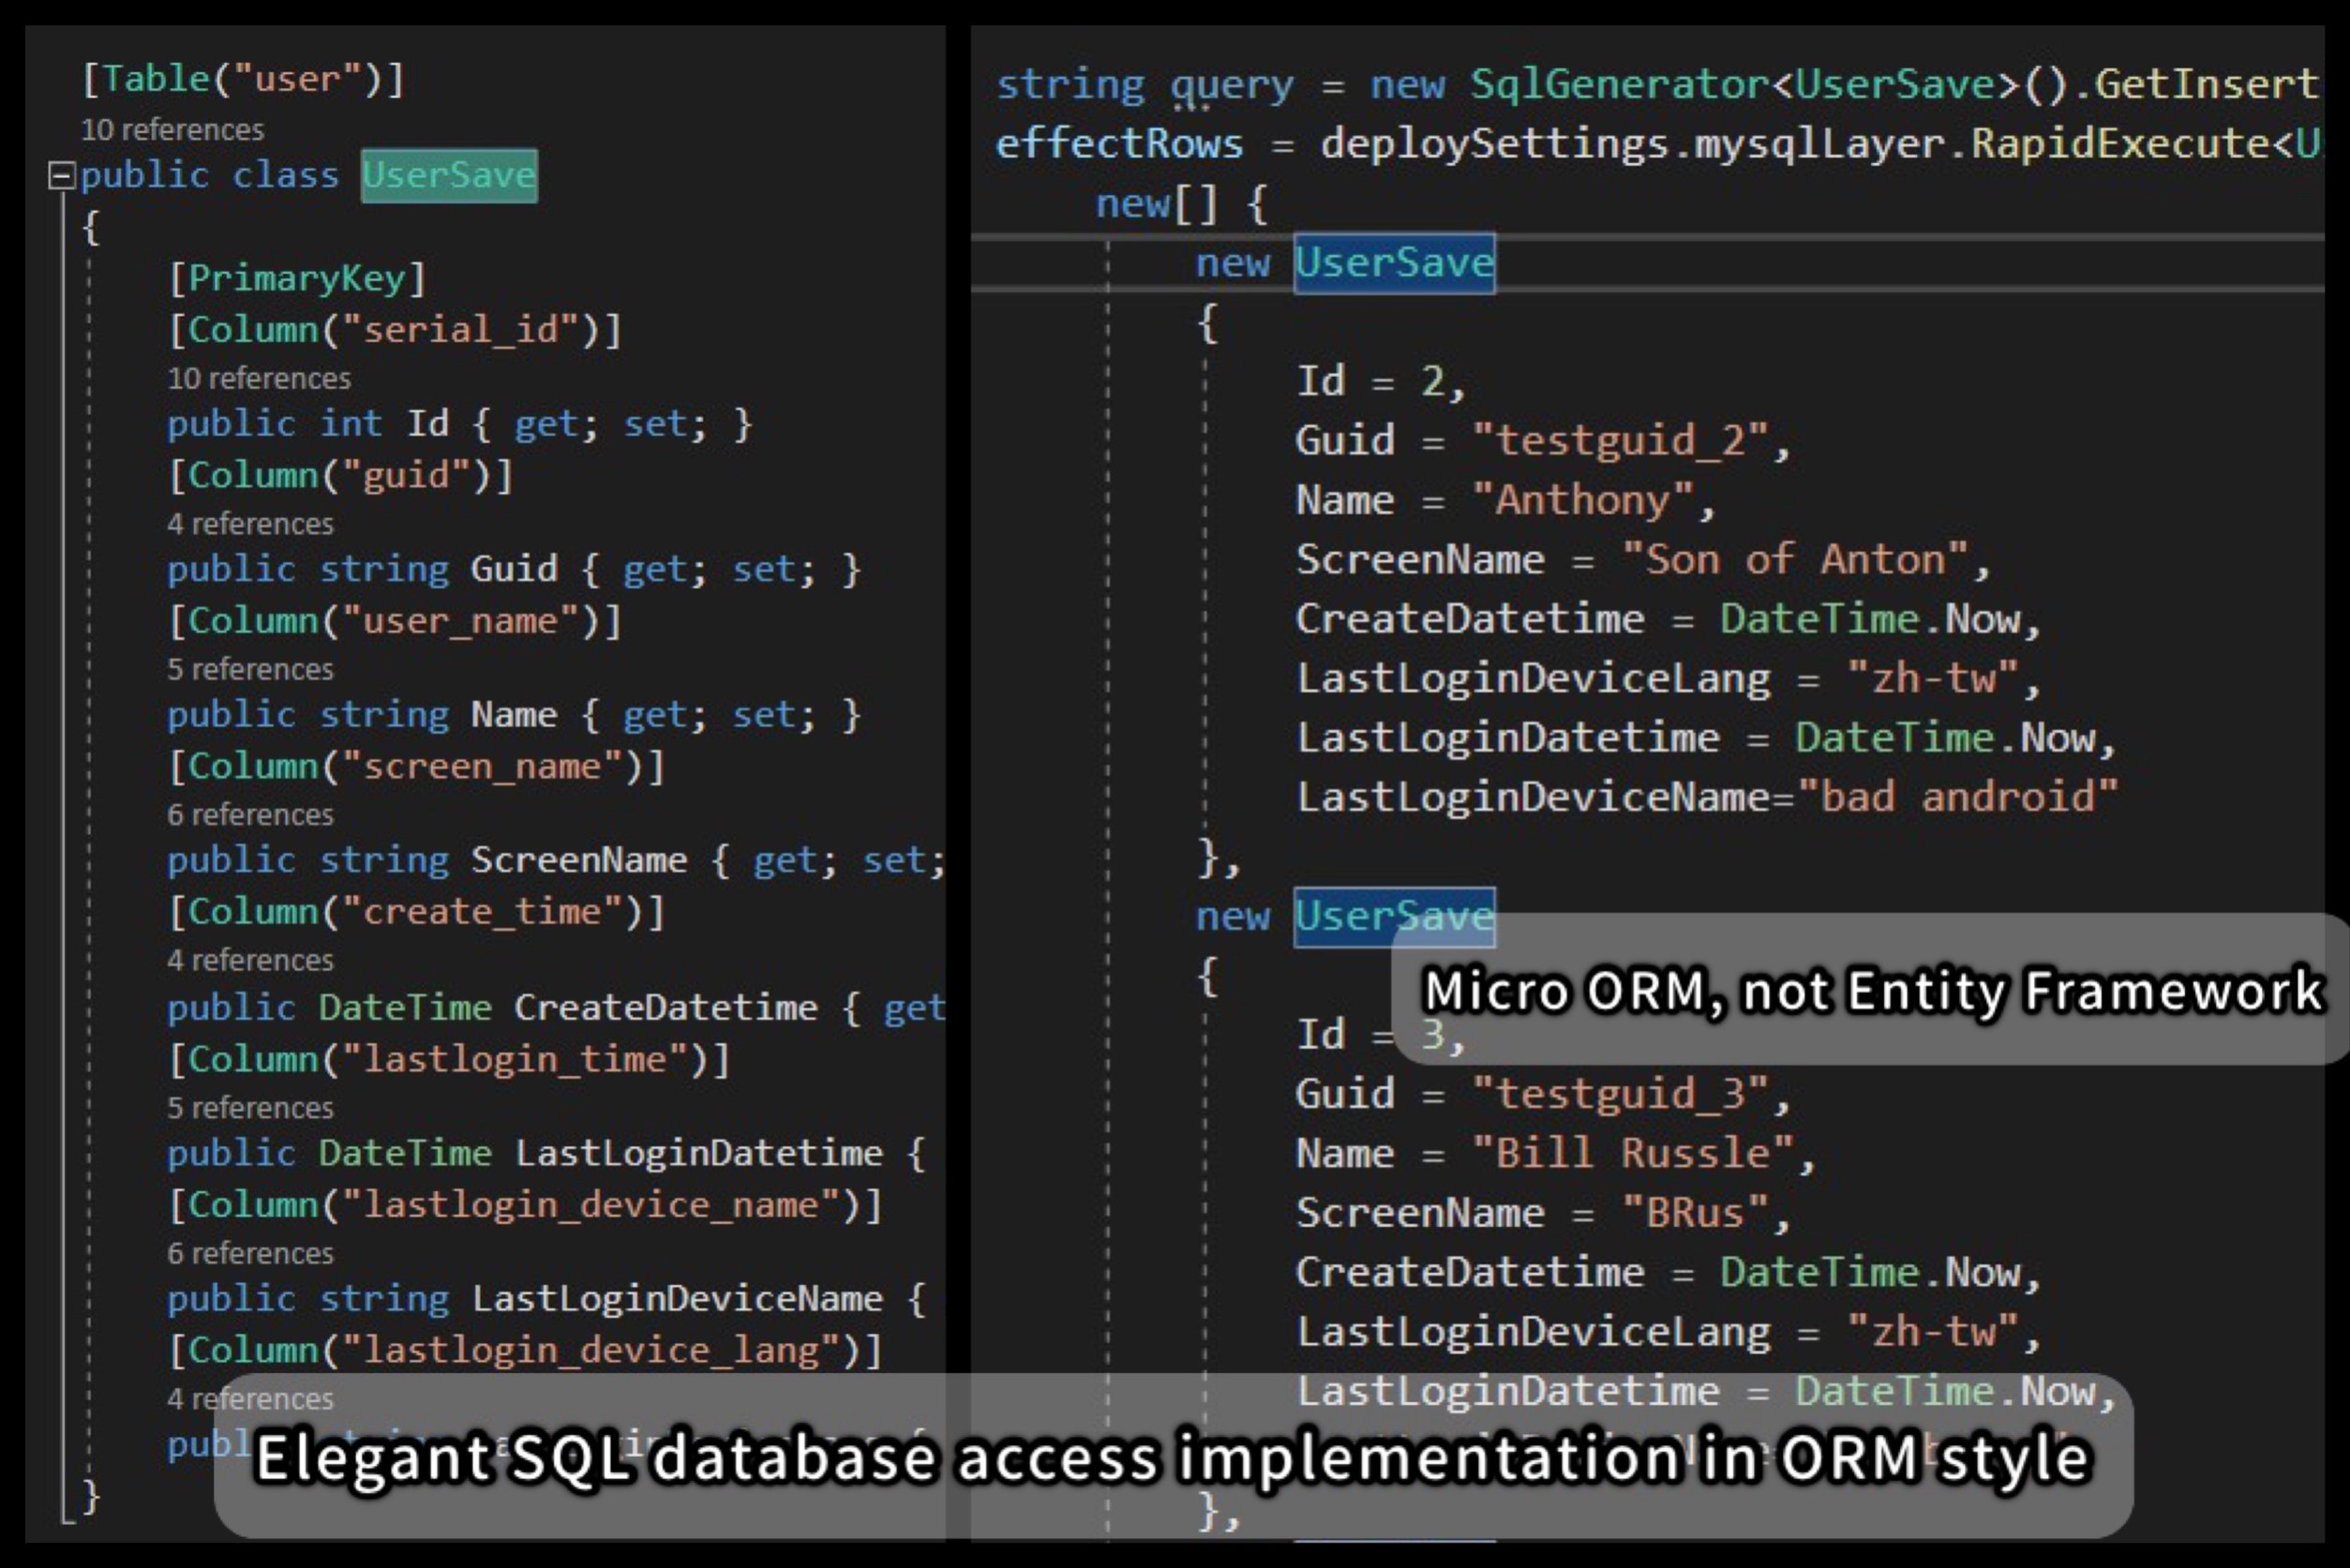 [Table("user")]
10 references
public class UserSave
{
[PrimaryKey]
[Column("serial_id")]
10 references
public int Id { get; set; }
[Column("guid")]
4 references
public string Guid { get; set; }
[Column("user_name")]
5 references
public string Name { get; set; }
[Column("screen_name")]
6 references
public string ScreenName { get; set;
[Column("create_time")]
4 references
public DateTime CreateDatetime { get
[Column("lastlogin_time")]
5 references
public DateTime LastLoginDatetime {
[Column("lastlogin_device_name")]
6 references
public string LastLoginDeviceName {
[Column("lastlogin_device_lang")]
4 references
}
string query = new SqlGenerator<UserSave>().GetInsert
effectRows = deploySettings.mysqlLayer.RapidExecute<U
new[] {
new UserSave
{
Id = 2,
Guid = "testguid_2",
Name = "Anthony",
ScreenName = "Son of Anton",
CreateDatetime = DateTime.Now,
LastLoginDeviceLang = "zh-tw",
LastLoginDatetime = DateTime.Now,
LastLoginDeviceName="bad android"
},
new UserSave
{
Id = 3,
Guid = "testguid_3",
Name = "Bill Russle",
ScreenName = "BRus",
CreateDatetime = DateTime.Now,
LastLoginDeviceLang = "zh-tw",
LastLoginDatetime = DateTime.Now,
},
Micro ORM, not Entity Framework
Elegant SQL database access implementation in ORM style